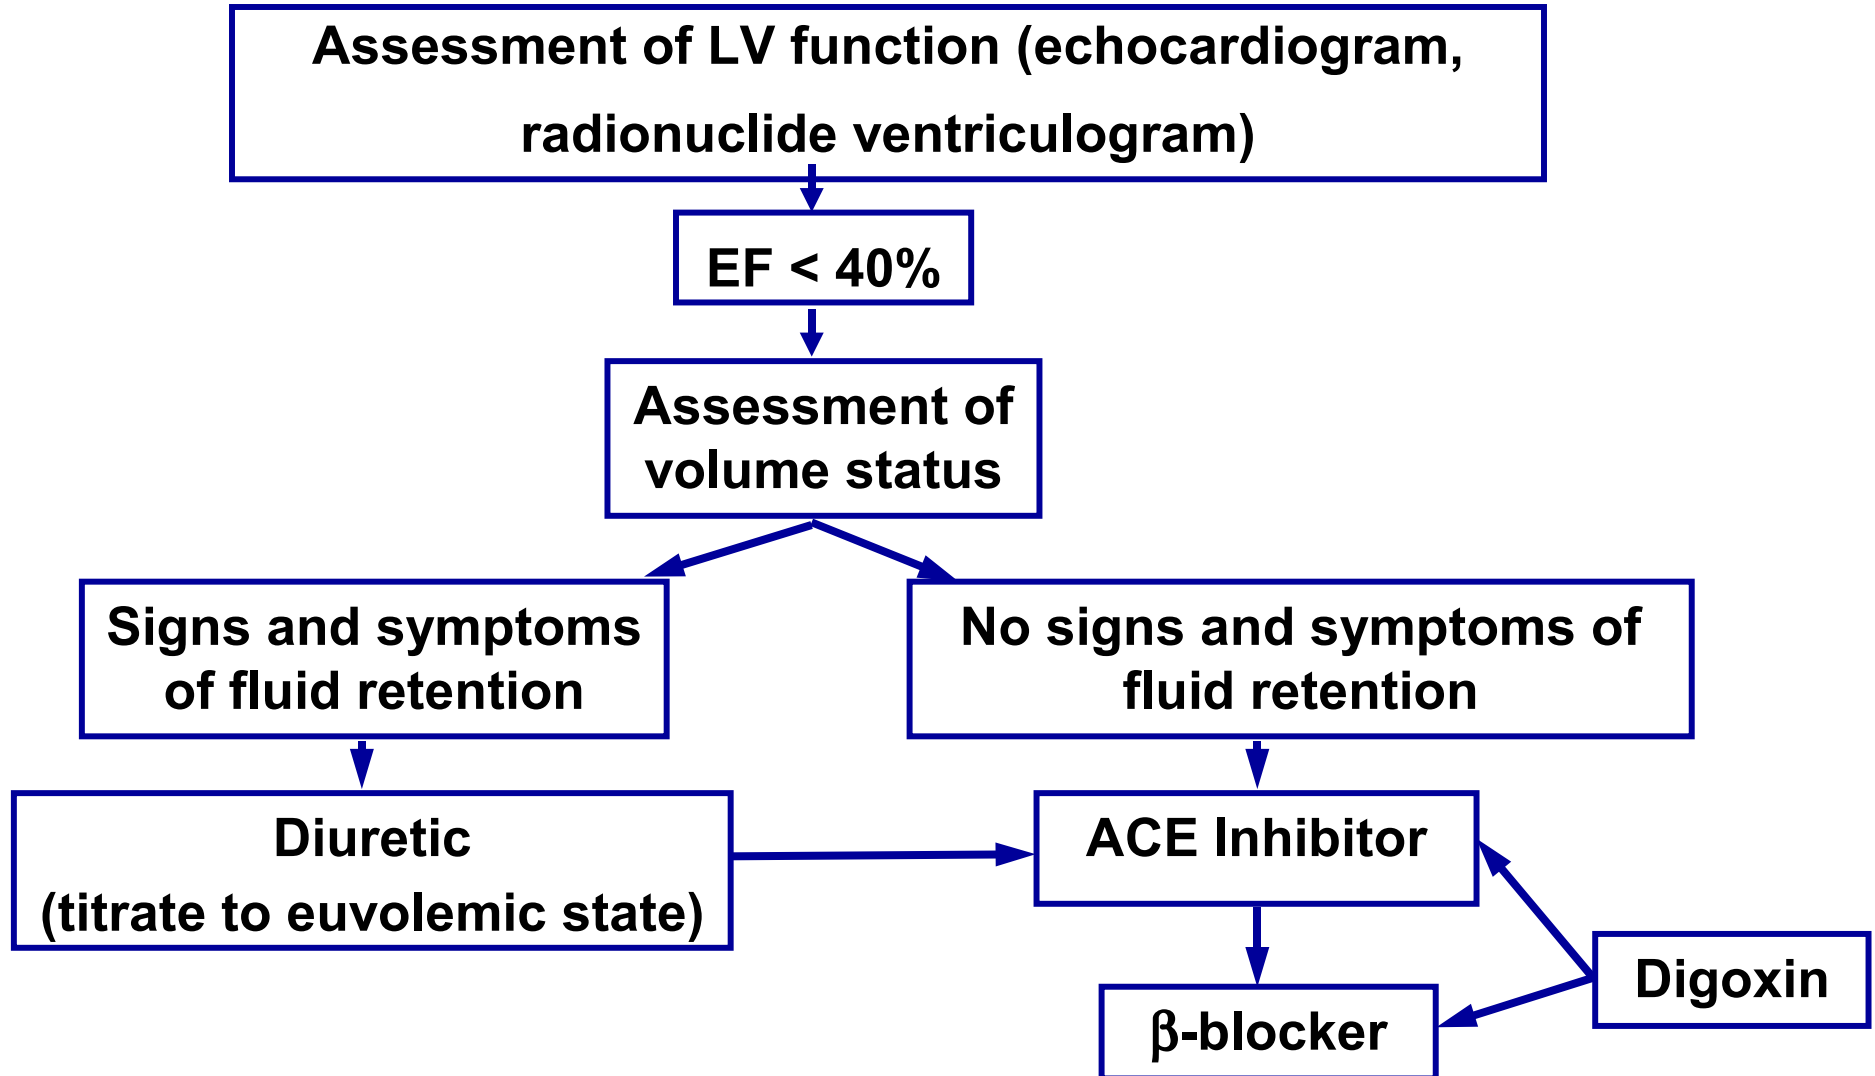 Assessment of LV function (echocardiogram,
radionuclide ventriculogram)
EF < 40%
Assessment of
volume status
Signs and symptoms
of fluid retention
No signs and symptoms of
fluid retention
Diuretic
(titrate to euvolemic state)
ACE Inhibitor
Digoxin
β-blocker